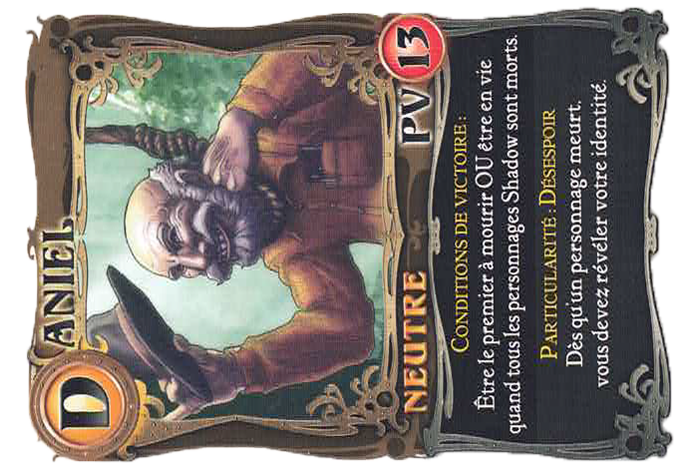 DANIEL
NEUTRE PV 13
CONDITIONS DE VICTOIRE :
Être le premier à mourir OU être en vie
quand tous les personnages Shadow sont morts.
PARTICULARITÉ : DÉSESPOIR
Dès qu'un personnage meurt,
vous devez révéler votre identité.